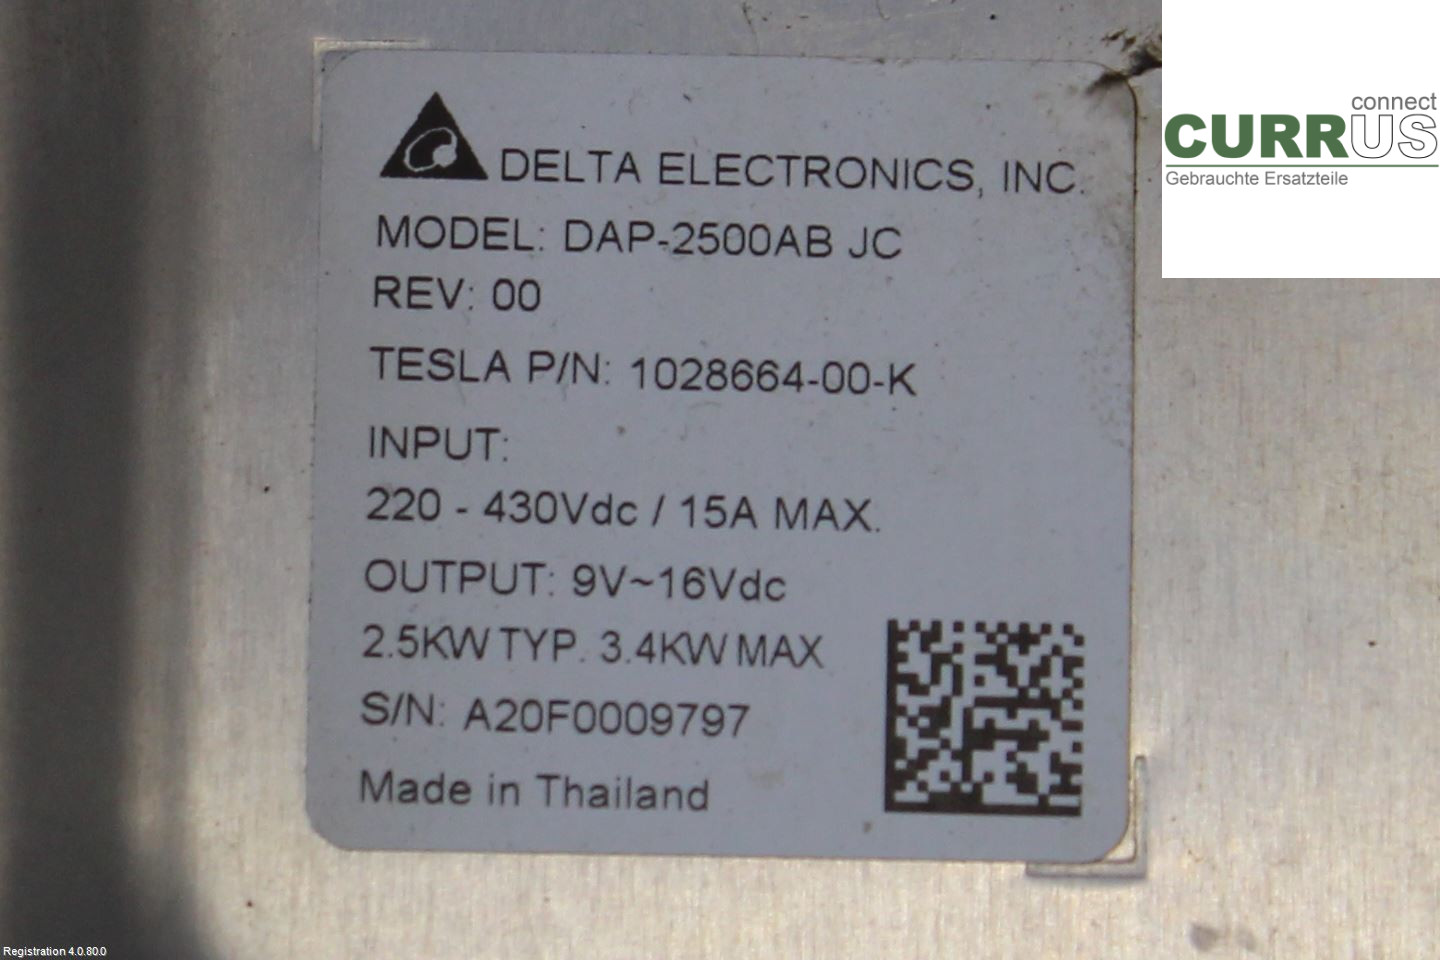 connect
CURRUS
Gebrauchte Ersatzteile
DELTA ELECTRONICS, INC.
MODEL: DAP-2500AB JC
REV: 00
TESLA P/N: 1028664-00-K
INPUT:
220 - 430Vdc / 15A MAX.
OUTPUT: 9V~16Vdc
2.5KW TYP. 3.4KW MAX
S/N: A20F0009797
Made in Thailand
Registration 4.0.80.0